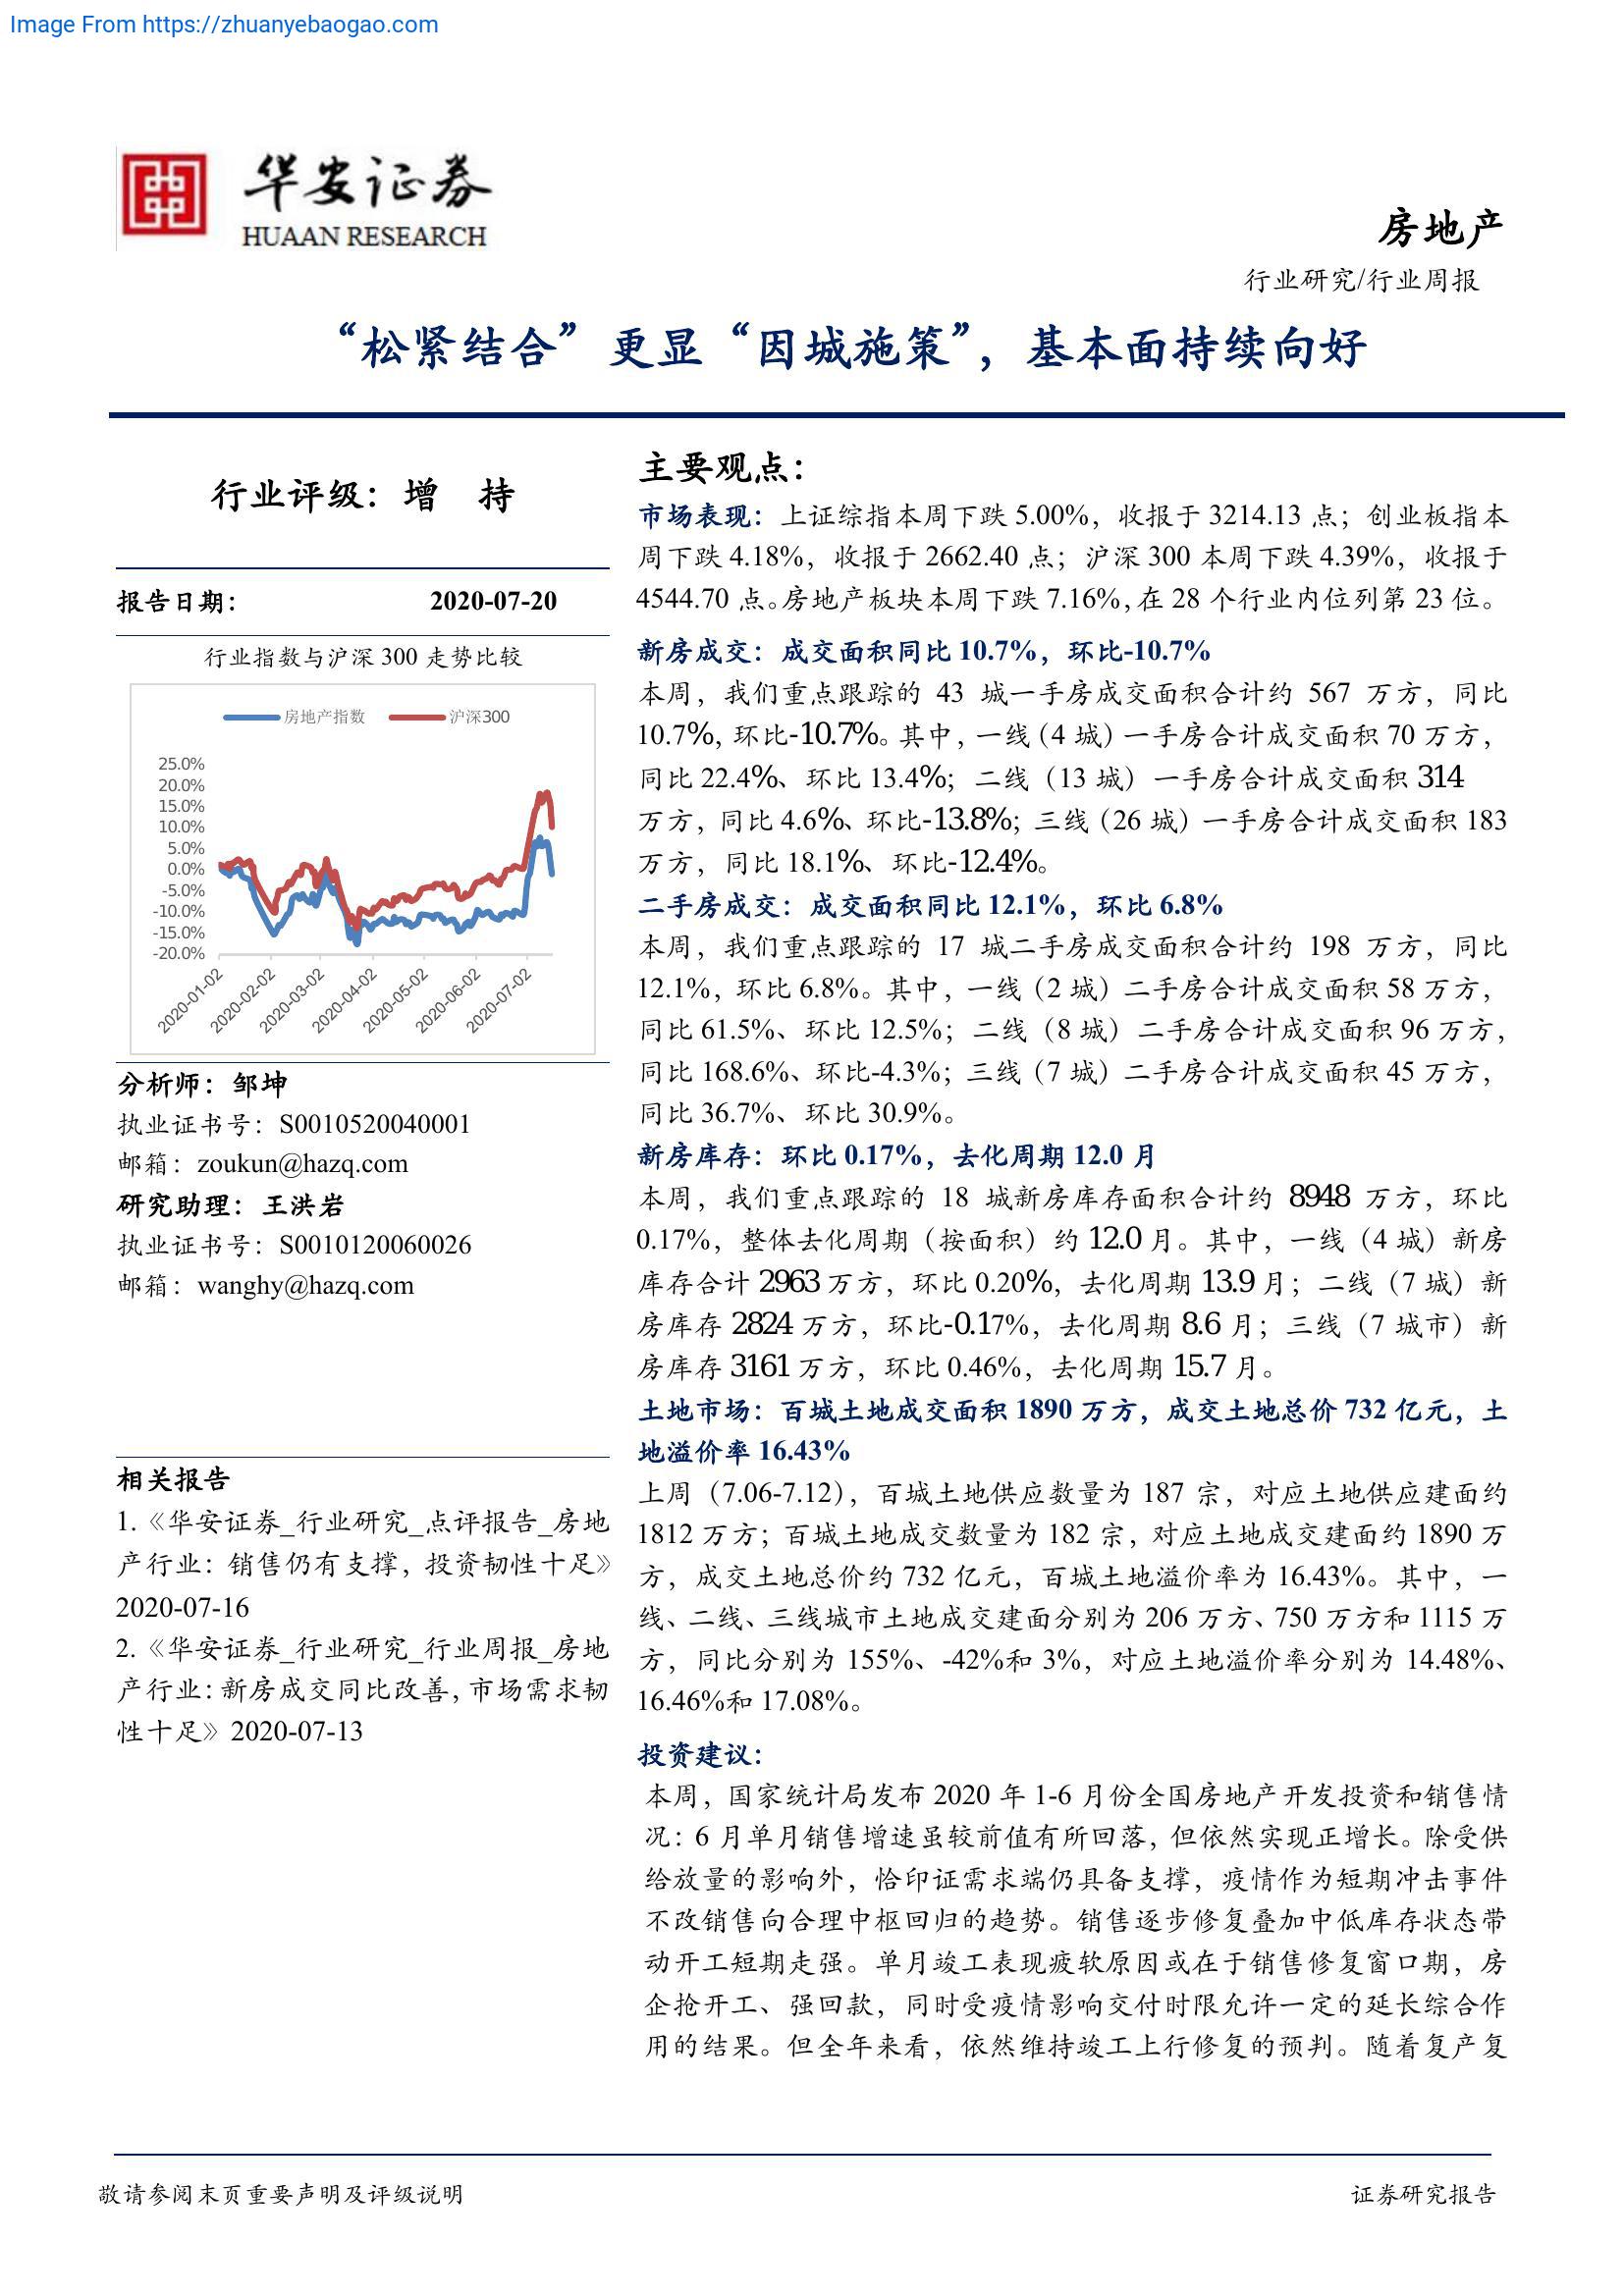 Image From https://zhuanyebaogao.com
华安证券
HUAAN RESEARCH
房地产
行业研究/行业周报
“松紧结合”更显“因城施策”，基本面持续向好
行业评级：增 持
报告日期： 2020-07-20
行业指数与沪深 300 走势比较
房地产指数 沪深300
25.0%
20.0%
15.0%
10.0%
5.0%
0.0%
-5.0%
-10.0%
-15.0%
-20.0%
2020-01-02 2020-02-02 2020-03-02 2020-04-02 2020-05-02 2020-06-02 2020-07-02
分析师：邹坤
执业证书号：S0010520040001
邮箱：zoukun@hazq.com
研究助理：王洪岩
执业证书号：S0010120060026
邮箱：wanghy@hazq.com
相关报告
1.《华安证券_行业研究_点评报告_房地
产行业：销售仍有支撑，投资韧性十足》
2020-07-16
2.《华安证券_行业研究_行业周报_房地
产行业：新房成交同比改善，市场需求韧
性十足》2020-07-13
主要观点：
市场表现：上证综指本周下跌 5.00%，收报于 3214.13 点；创业板指本
周下跌 4.18%，收报于 2662.40 点；沪深 300 本周下跌 4.39%，收报于
4544.70 点。房地产板块本周下跌 7.16%，在 28 个行业内位列第 23 位。
新房成交：成交面积同比 10.7%，环比-10.7%
本周，我们重点跟踪的 43 城一手房成交面积合计约 567 万方，同比
10.7%，环比-10.7%。其中，一线（4 城）一手房合计成交面积 70 万方，
同比 22.4%、环比 13.4%；二线（13 城）一手房合计成交面积 314
万方，同比 4.6%、环比-13.8%；三线（26 城）一手房合计成交面积 183
万方，同比 18.1%、环比-12.4%。
二手房成交：成交面积同比 12.1%，环比 6.8%
本周，我们重点跟踪的 17 城二手房成交面积合计约 198 万方，同比
12.1%，环比 6.8%。其中，一线（2 城）二手房合计成交面积 58 万方，
同比 61.5%、环比 12.5%；二线（8 城）二手房合计成交面积 96 万方，
同比 168.6%、环比-4.3%；三线（7 城）二手房合计成交面积 45 万方，
同比 36.7%、环比 30.9%。
新房库存：环比 0.17%，去化周期 12.0 月
本周，我们重点跟踪的 18 城新房库存面积合计约 8948 万方，环比
0.17%，整体去化周期（按面积）约 12.0 月。其中，一线（4 城）新房
库存合计 2963 万方，环比 0.20%，去化周期 13.9 月；二线（7 城）新
房库存 2824 万方，环比-0.17%，去化周期 8.6 月；三线（7 城市）新
房库存 3161 万方，环比 0.46%，去化周期 15.7 月。
土地市场：百城土地成交面积 1890 万方，成交土地总价 732 亿元，土
地溢价率 16.43%
上周（7.06-7.12），百城土地供应数量为 187 宗，对应土地供应建面约
1812 万方；百城土地成交数量为 182 宗，对应土地成交建面约 1890 万
方，成交土地总价约 732 亿元，百城土地溢价率为 16.43%。其中，一
线、二线、三线城市土地成交建面分别为 206 万方、750 万方和 1115 万
方，同比分别为 155%、-42%和 3%，对应土地溢价率分别为 14.48%、
16.46%和 17.08%。
投资建议：
本周，国家统计局发布 2020 年 1-6 月份全国房地产开发投资和销售情
况：6 月单月销售增速虽较前值有所回落，但依然实现正增长。除受供
给放量的影响外，恰印证需求端仍具备支撑，疫情作为短期冲击事件
不改销售向合理中枢回归的趋势。销售逐步修复叠加中低库存状态带
动开工短期走强。单月竣工表现疲软原因或在于销售修复窗口期，房
企抢开工、强回款，同时受疫情影响交付时限允许一定的延长综合作
用的结果。但全年来看，依然维持竣工上行修复的预判。随着复产复
敬请参阅末页重要声明及评级说明
证券研究报告